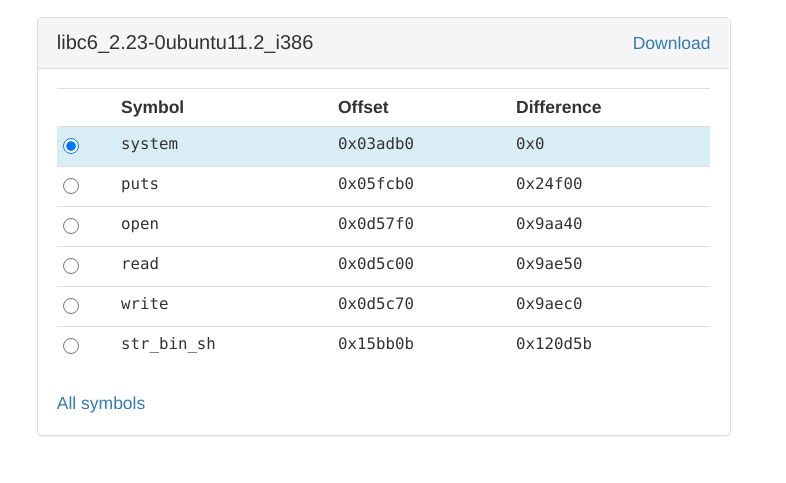 libc6_2.23-0ubuntu11.2_i386 Download
Symbol Offset Difference
system 0x03adb0 0x0
puts 0x05fcb0 0x24f00
open 0x0d57f0 0x9aa40
read 0x0d5c00 0x9ae50
write 0x0d5c70 0x9aec0
str_bin_sh 0x15bb0b 0x120d5b
All symbols